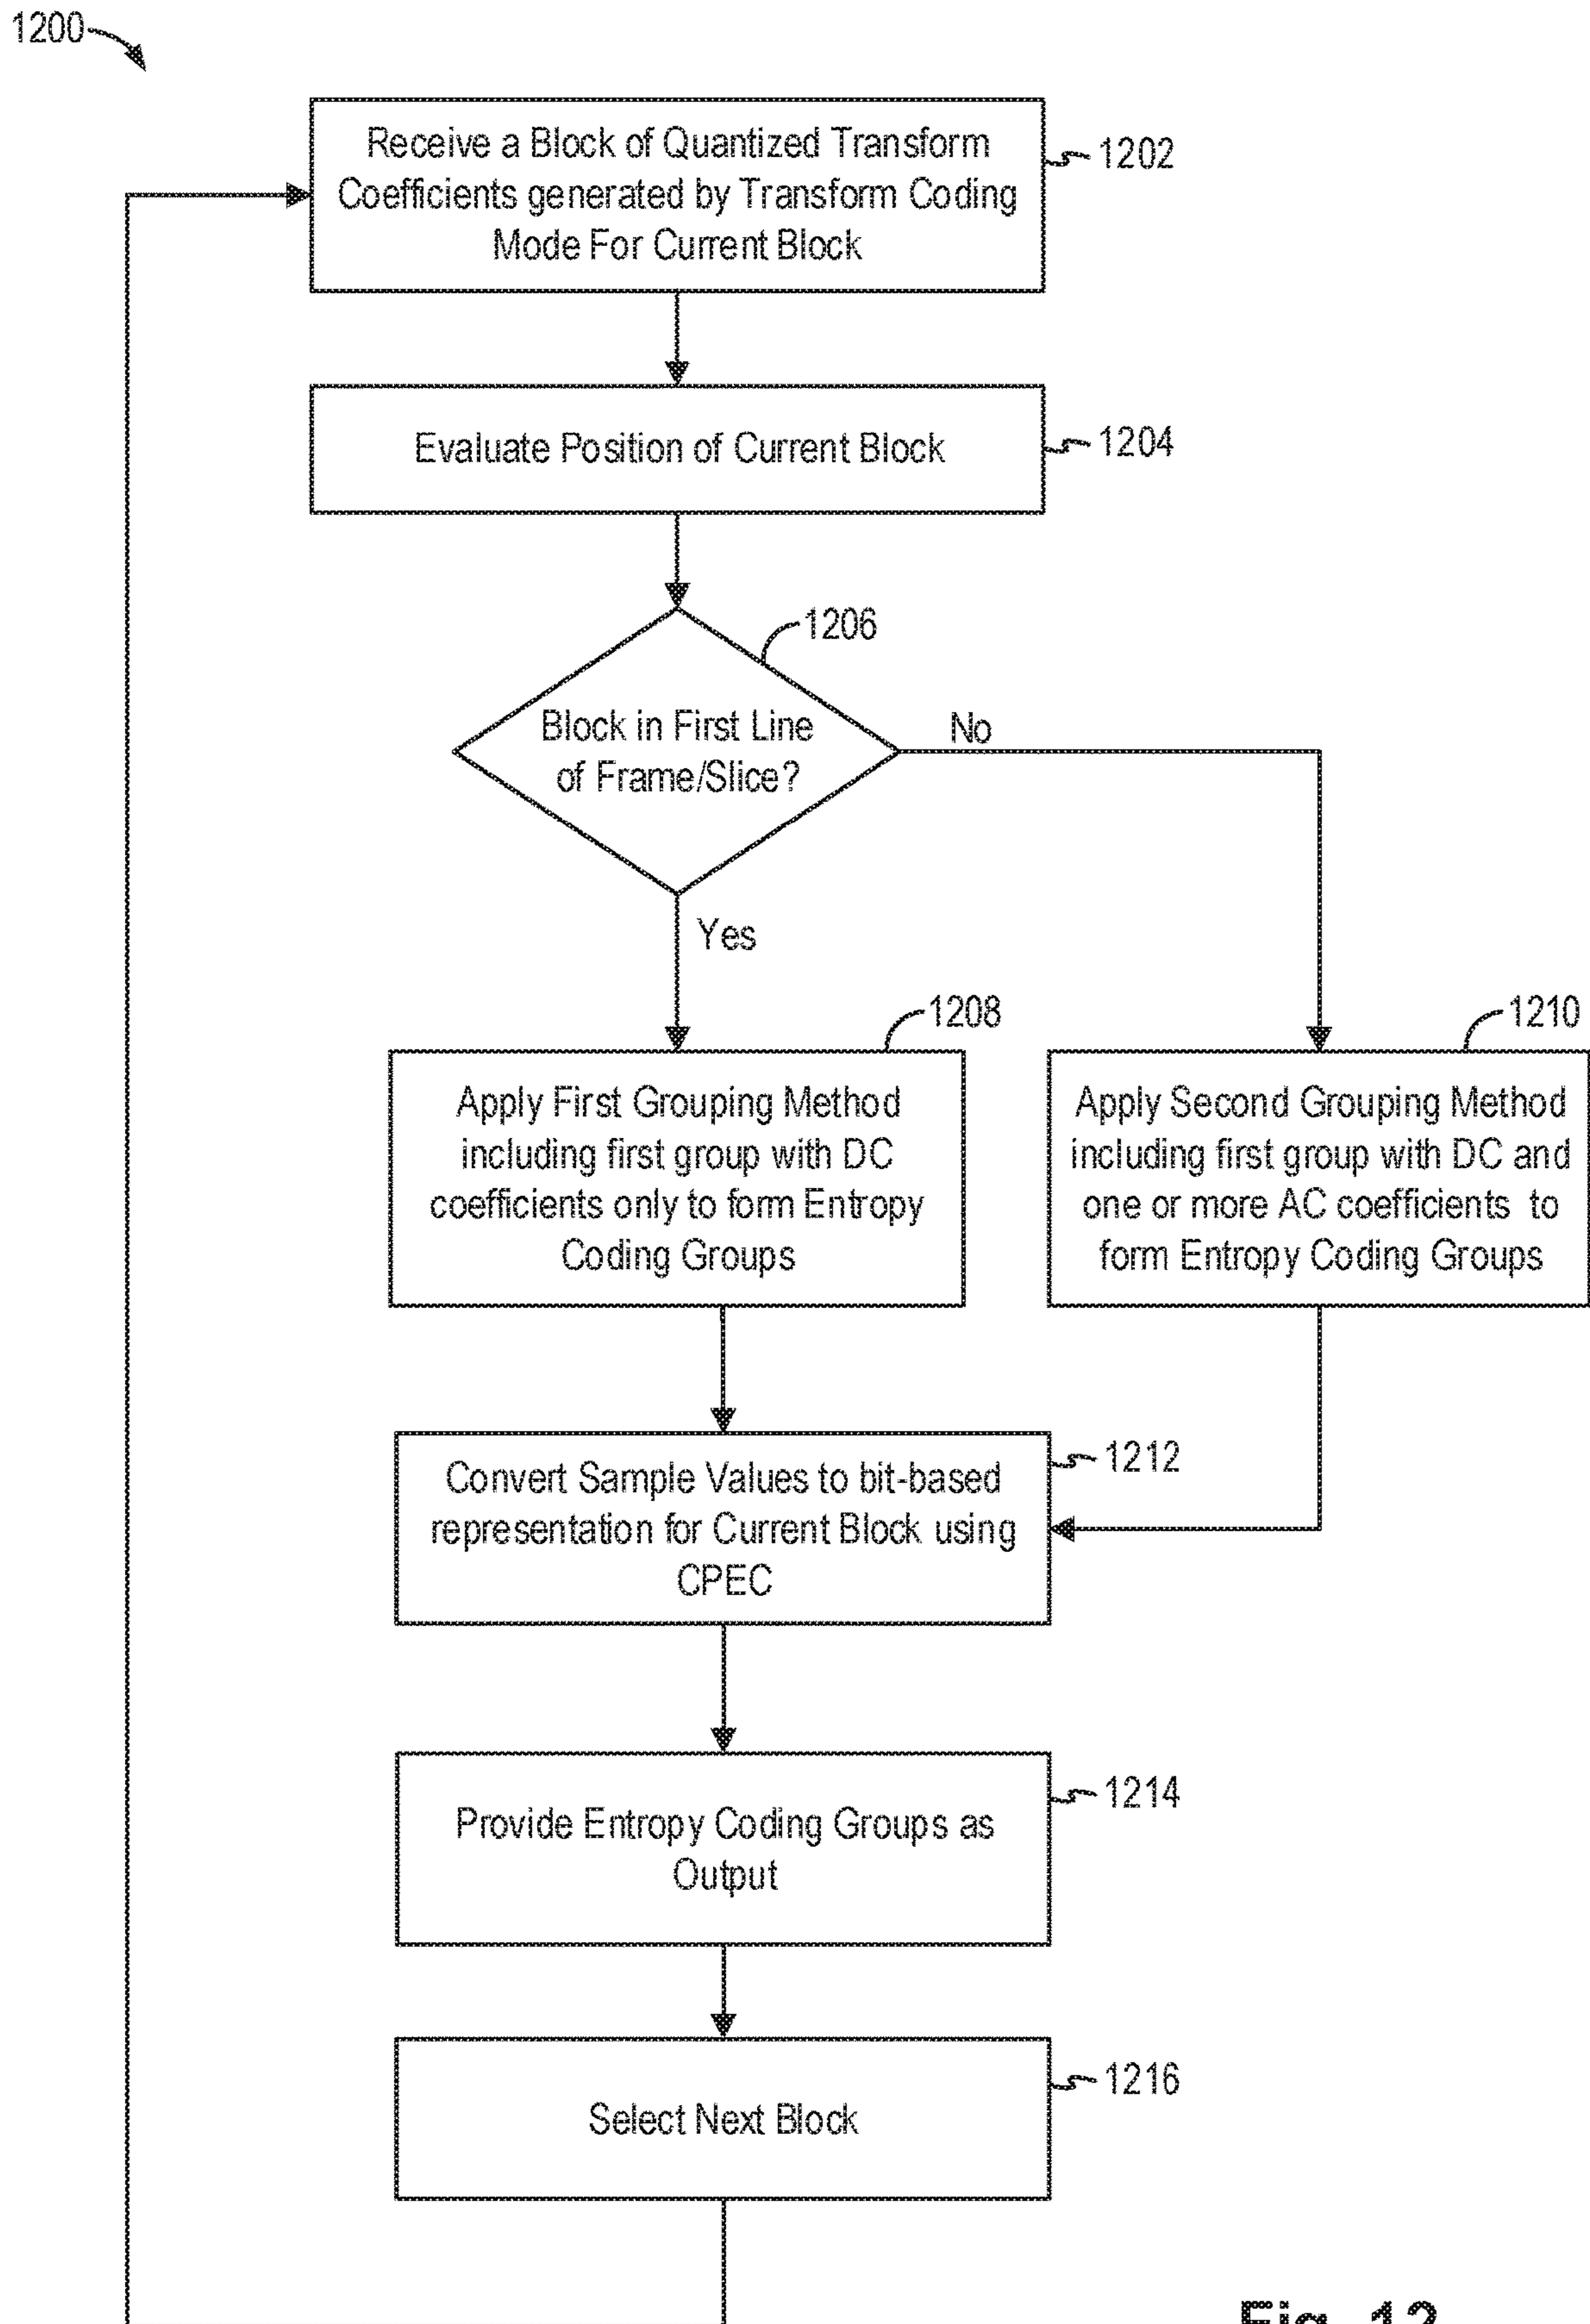 1200
Receive a Block of Quantized Transform
Coefficients generated by Transform Coding
Mode For Current Block
1202
Evaluate Position of Current Block
1204
1206
Block in First Line
of Frame/Slice?
No
Yes
1208
1210
Apply First Grouping Method
including first group with DC
coefficients only to form Entropy
Coding Groups
Apply Second Grouping Method
including first group with DC and
one or more AC coefficients to
form Entropy Coding Groups
Convert Sample Values to bit-based
representation for Current Block using
CPEC
1212
Provide Entropy Coding Groups as
Output
1214
Select Next Block
1216
Fig. 12